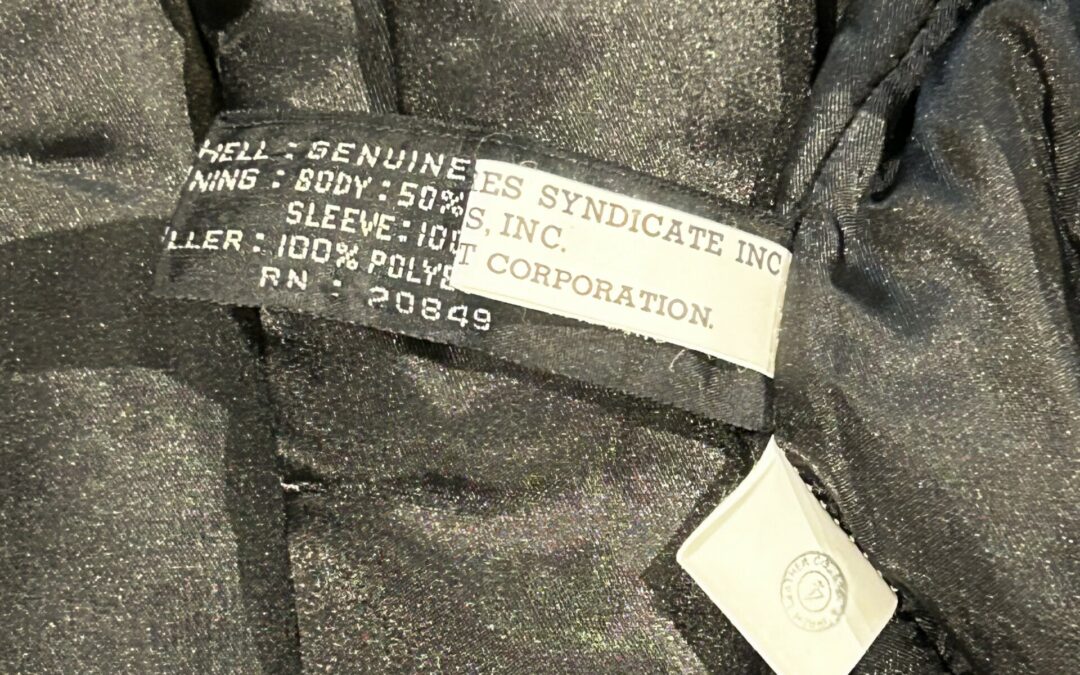 HELL : GENUINE
NING : BODY : 50%
SLEEVE : 10
LLER : 100% POLYE
RN : 20849
ES SYNDICATE INC
S, INC.
T CORPORATION.